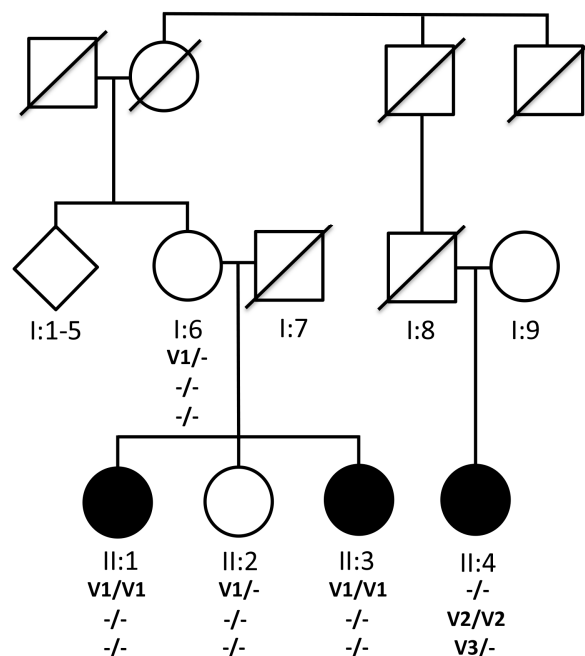 I:1-5 I:6 I:7 I:8 I:9
V1/-
-/-
-/-
II:1 II:2 II:3 II:4
V1/V1 V1/- V1/V1 -/-
-/- -/- -/- V2/V2
-/- -/- -/- V3/-